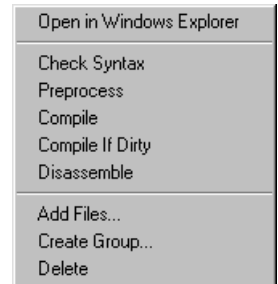 Open in Windows Explorer
Check Syntax
Preprocess
Compile
Compile If Dirty
Disassemble
Add Files...
Create Group...
Delete